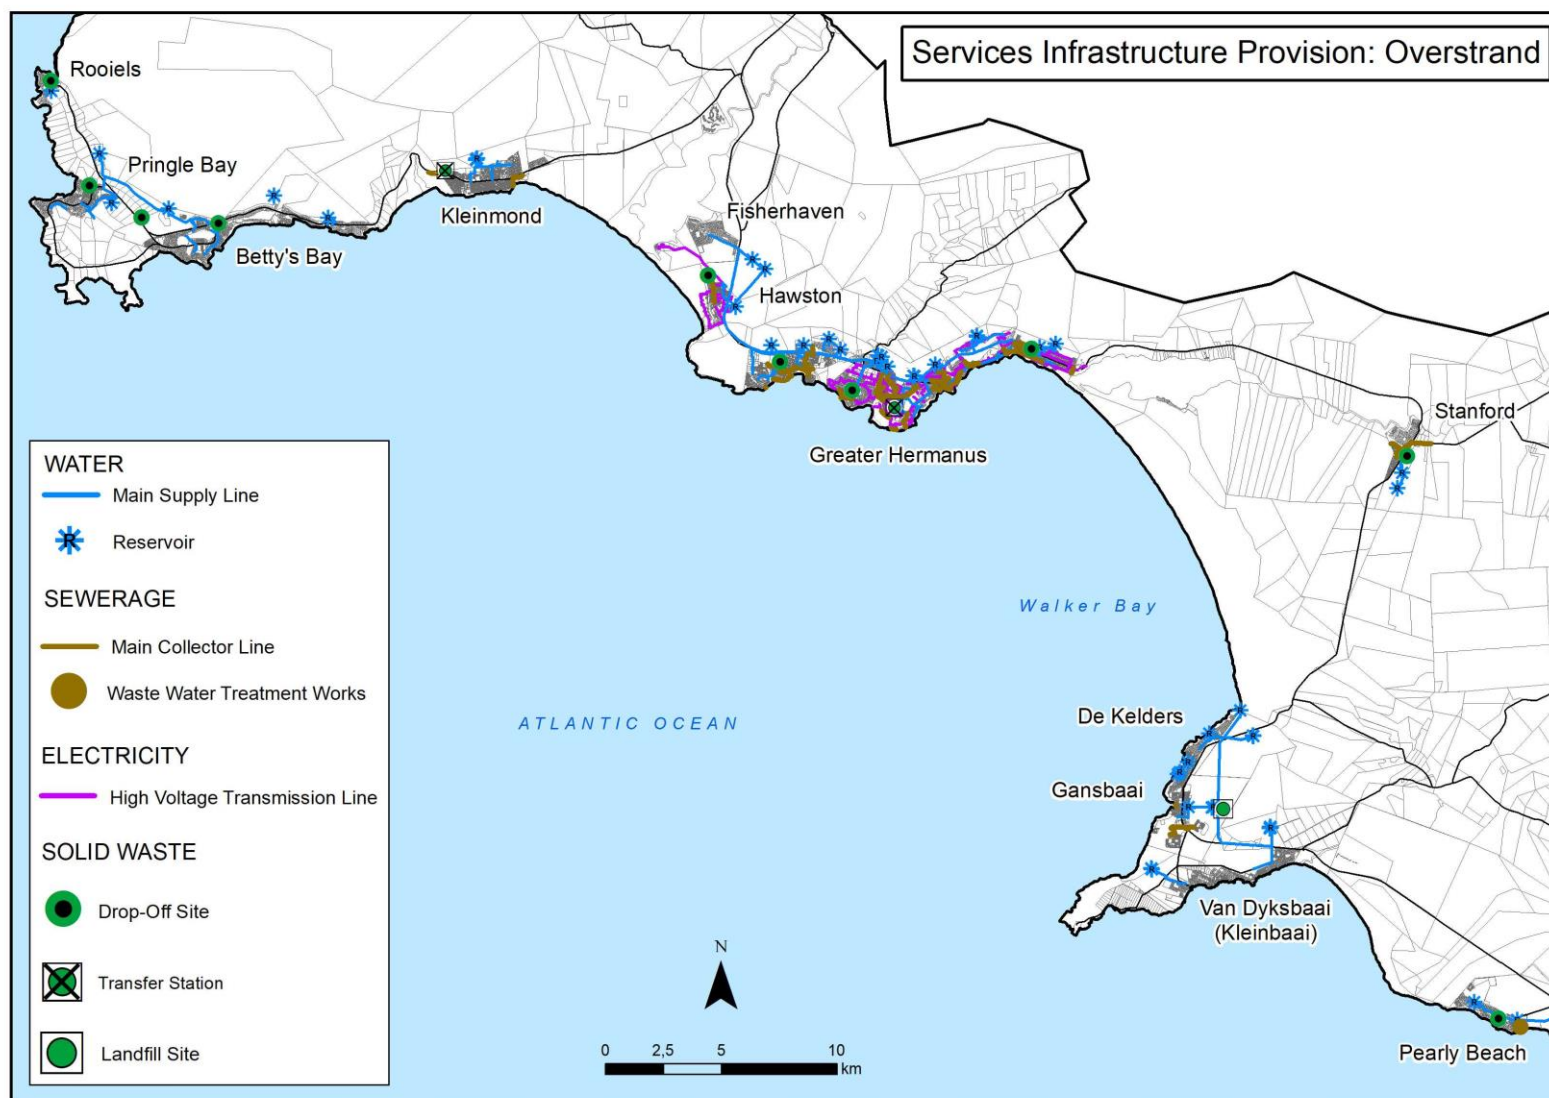 Services Infrastructure Provision: Overstrand
Rooiels
Pringle Bay
Betty's Bay
Kleinmond
Fisherhaven
Hawston
Greater Hermanus
Stanford
Walker Bay
ATLANTIC OCEAN
De Kelders
Gansbaai
Van Dyksbaai
(Kleinbaai)
Pearly Beach
WATER
Main Supply Line
R Reservoir
SEWERAGE
Main Collector Line
Waste Water Treatment Works
ELECTRICITY
High Voltage Transmission Line
SOLID WASTE
Drop-Off Site
Transfer Station
Landfill Site
N
0 2,5 5 10
km